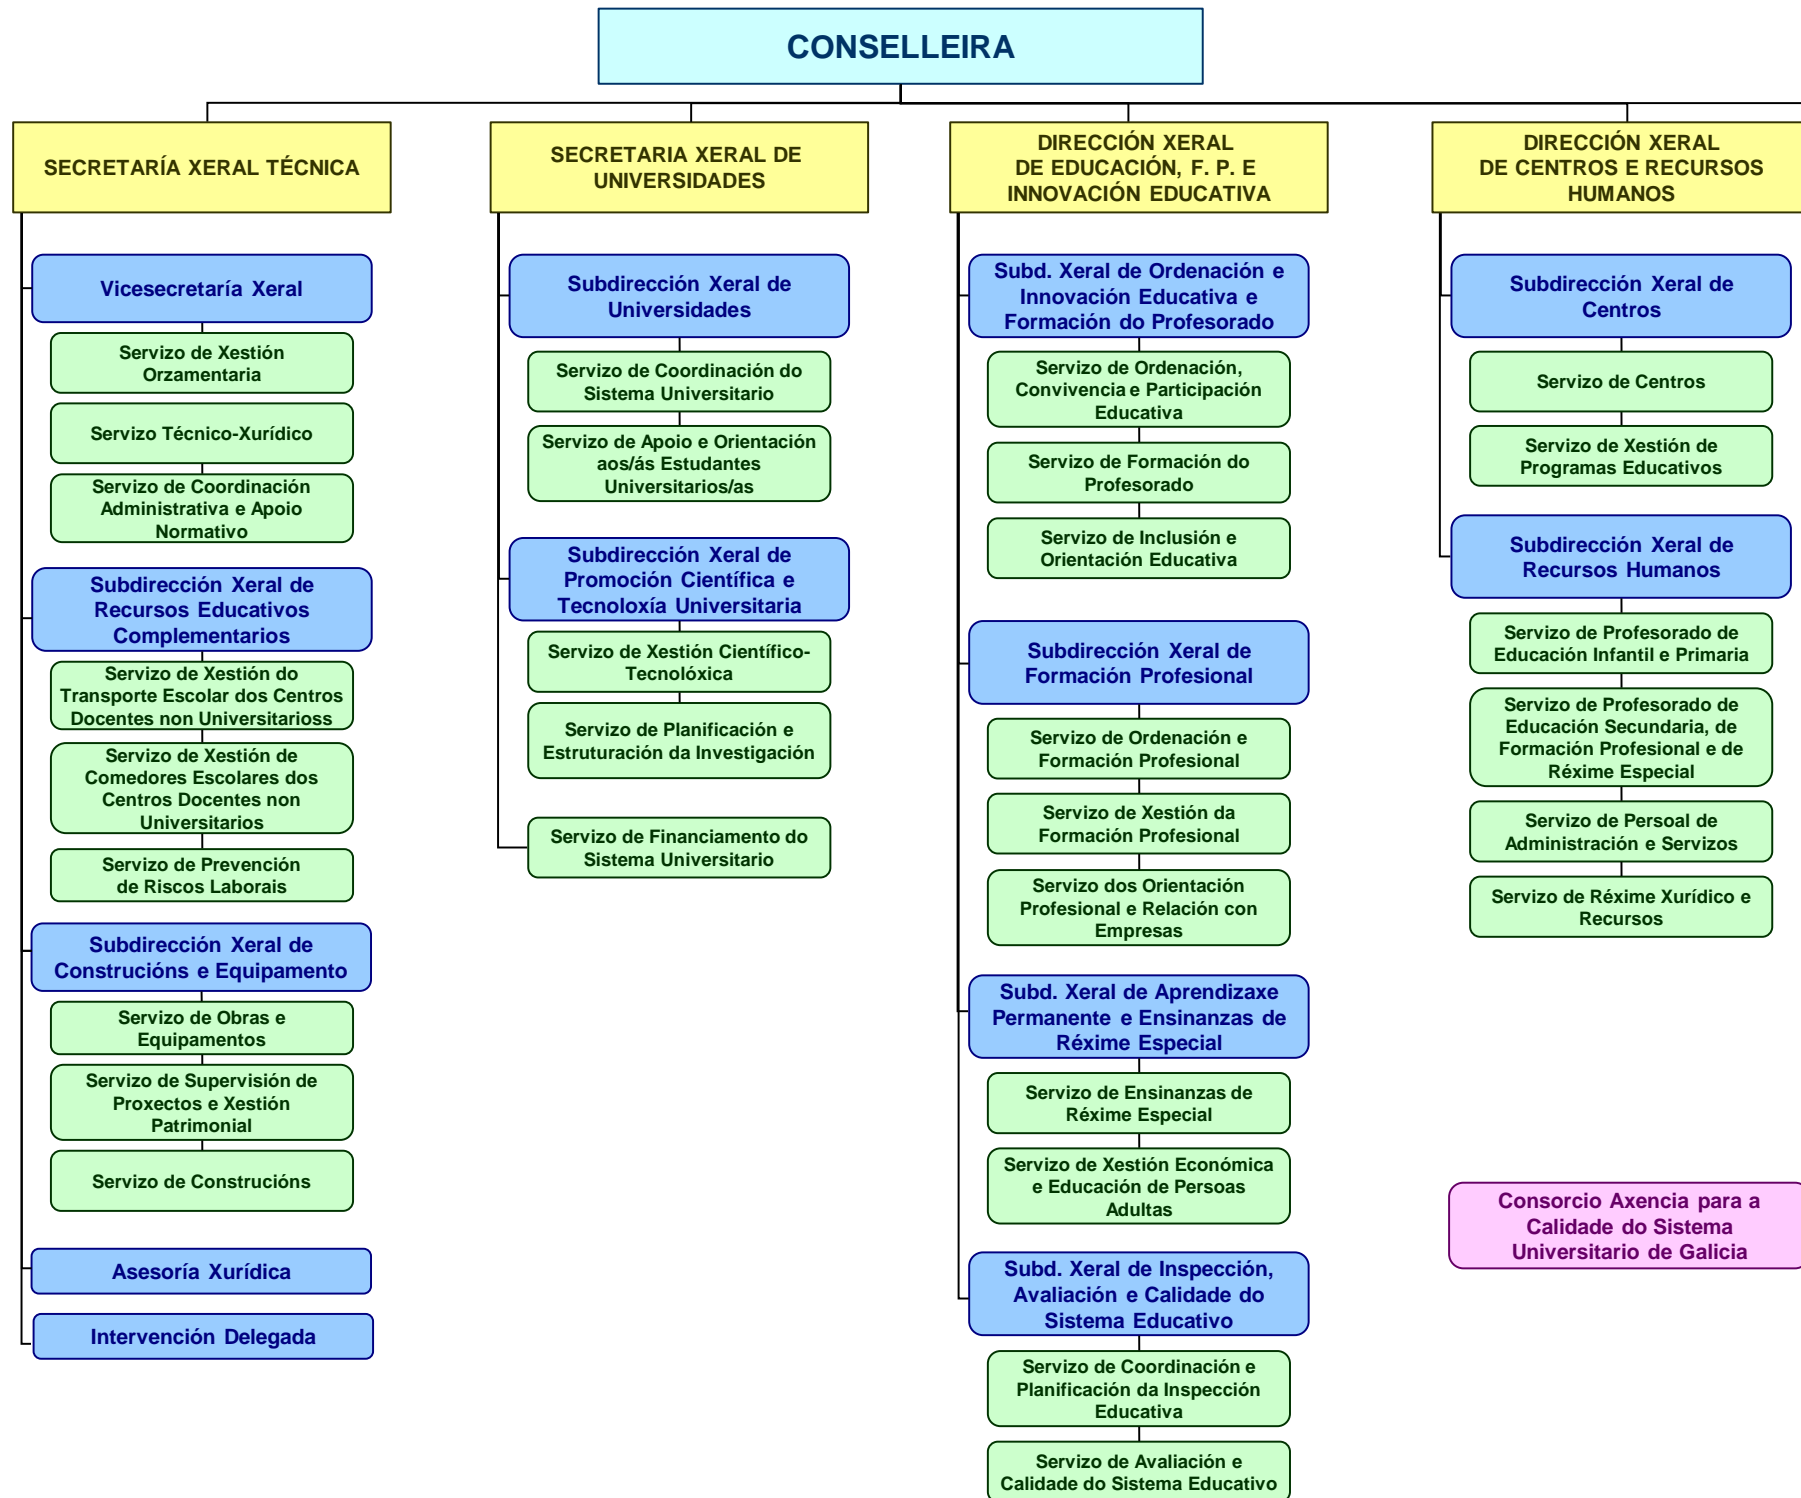 CONSELLEIRA
SECRETARÍA XERAL TÉCNICA
Vicesecretaría Xeral
Servizo de Xestión
Orzamentaria
Servizo Técnico-Xurídico
Servizo de Coordinación
Administrativa e Apoio
Normativo
Subdirección Xeral de
Recursos Educativos
Complementarios
Servizo de Xestión do
Transporte Escolar dos Centros
Docentes non Universitarioss
Servizo de Xestión de
Comedores Escolares dos
Centros Docentes non
Universitarios
Servizo de Prevención
de Riscos Laborais
Subdirección Xeral de
Construcións e Equipamento
Servizo de Obras e
Equipamentos
Servizo de Supervisión de
Proxectos e Xestión
Patrimonial
Servizo de Construcións
Asesoría Xurídica
Intervención Delegada
SECRETARIA XERAL DE
UNIVERSIDADES
Subdirección Xeral de
Universidades
Servizo de Coordinación do
Sistema Universitario
Servizo de Apoio e Orientación
aos/ás Estudantes
Universitarios/as
Subdirección Xeral de
Promoción Científica e
Tecnoloxía Universitaria
Servizo de Xestión Científico-
Tecnolóxica
Servizo de Planificación e
Estruturación da Investigación
Servizo de Financiamento do
Sistema Universitario
DIRECCIÓN XERAL
DE EDUCACIÓN, F. P. E
INNOVACIÓN EDUCATIVA
Subd. Xeral de Ordenación e
Innovación Educativa e
Formación do Profesorado
Servizo de Ordenación,
Convivencia e Participación
Educativa
Servizo de Formación do
Profesorado
Servizo de Inclusión e
Orientación Educativa
Subdirección Xeral de
Formación Profesional
Servizo de Ordenación e
Formación Profesional
Servizo de Xestión da
Formación Profesional
Servizo dos Orientación
Profesional e Relación con
Empresas
Subd. Xeral de Aprendizaxe
Permanente e Ensinanzas de
Réxime Especial
Servizo de Ensinanzas de
Réxime Especial
Servizo de Xestión Económica
e Educación de Persoas
Adultas
Subd. Xeral de Inspección,
Avaliación e Calidade do
Sistema Educativo
Servizo de Coordinación e
Planificación da Inspección
Educativa
Servizo de Avaliación e
Calidade do Sistema Educativo
DIRECCIÓN XERAL
DE CENTROS E RECURSOS
HUMANOS
Subdirección Xeral de
Centros
Servizo de Centros
Servizo de Xestión de
Programas Educativos
Subdirección Xeral de
Recursos Humanos
Servizo de Profesorado de
Educación Infantil e Primaria
Servizo de Profesorado de
Educación Secundaria, de
Formación Profesional e de
Réxime Especial
Servizo de Persoal de
Administración e Servizos
Servizo de Réxime Xurídico e
Recursos
Consorcio Axencia para a
Calidade do Sistema
Universitario de Galicia